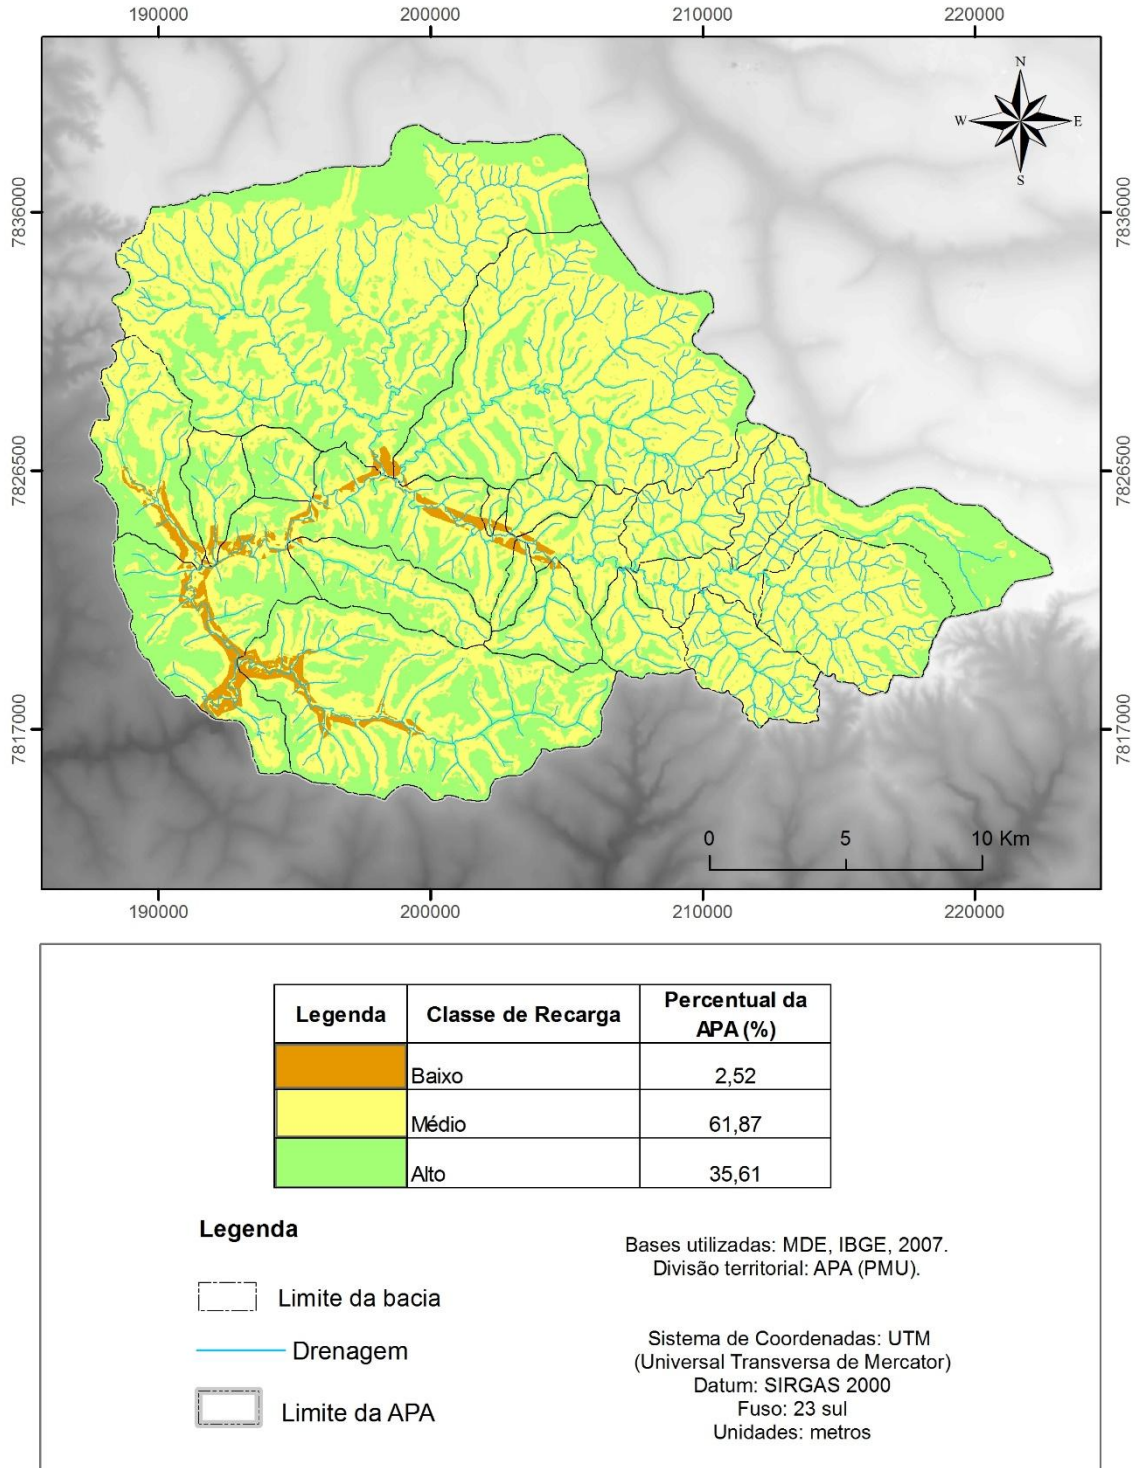 190000 200000 210000 220000
N
W E
S
7836000 7836000
7826500 7826500
7817000 7817000
0 5 10 Km
190000 200000 210000 220000
Legenda Classe de Recarga Percentual da
APA (%)
Baixo 2,52
Médio 61,87
Alto 35,61
Legenda
Limite da bacia
Drenagem
Limite da APA
Bases utilizadas: MDE, IBGE, 2007.
Divisão territorial: APA (PMU).
Sistema de Coordenadas: UTM
(Universal Transversa de Mercator)
Datum: SIRGAS 2000
Fuso: 23 sul
Unidades: metros